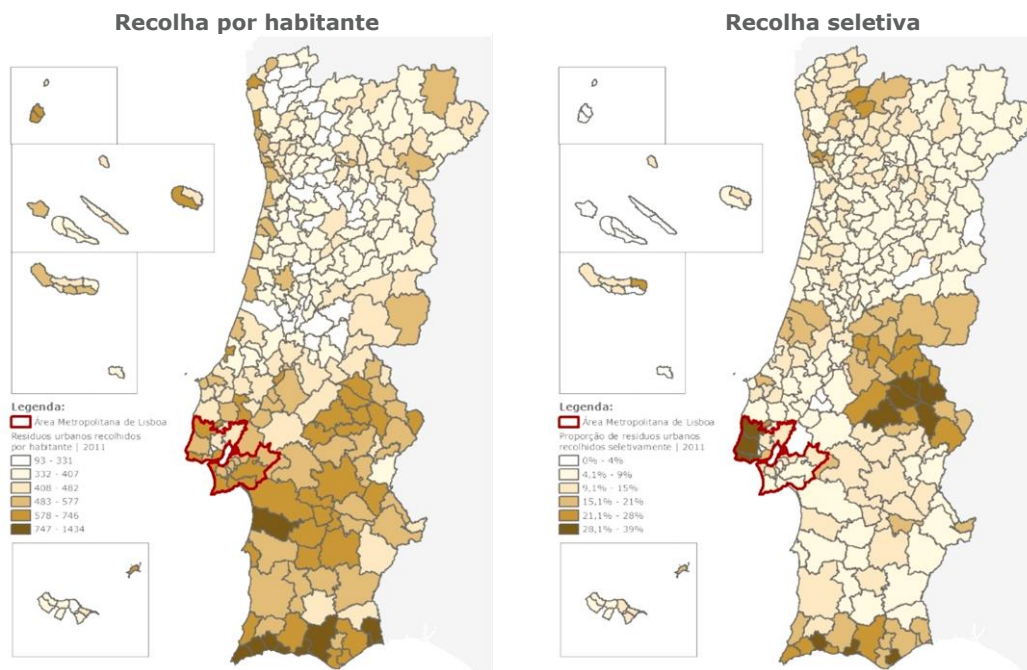 Recolha por habitante
Legenda:
Área Metropolitana de Lisboa
Resíduos urbanos recolhidos
por habitante | 2011
93 - 331
332 - 407
408 - 482
483 - 577
578 - 746
747 - 1434
Recolha seletiva
Legenda:
Área Metropolitana de Lisboa
Proporção de resíduos urbanos
recolhidos seletivamente | 2011
0% - 4%
4,1% - 9%
9,1% - 15%
15,1% - 21%
21,1% - 28%
28,1% - 39%